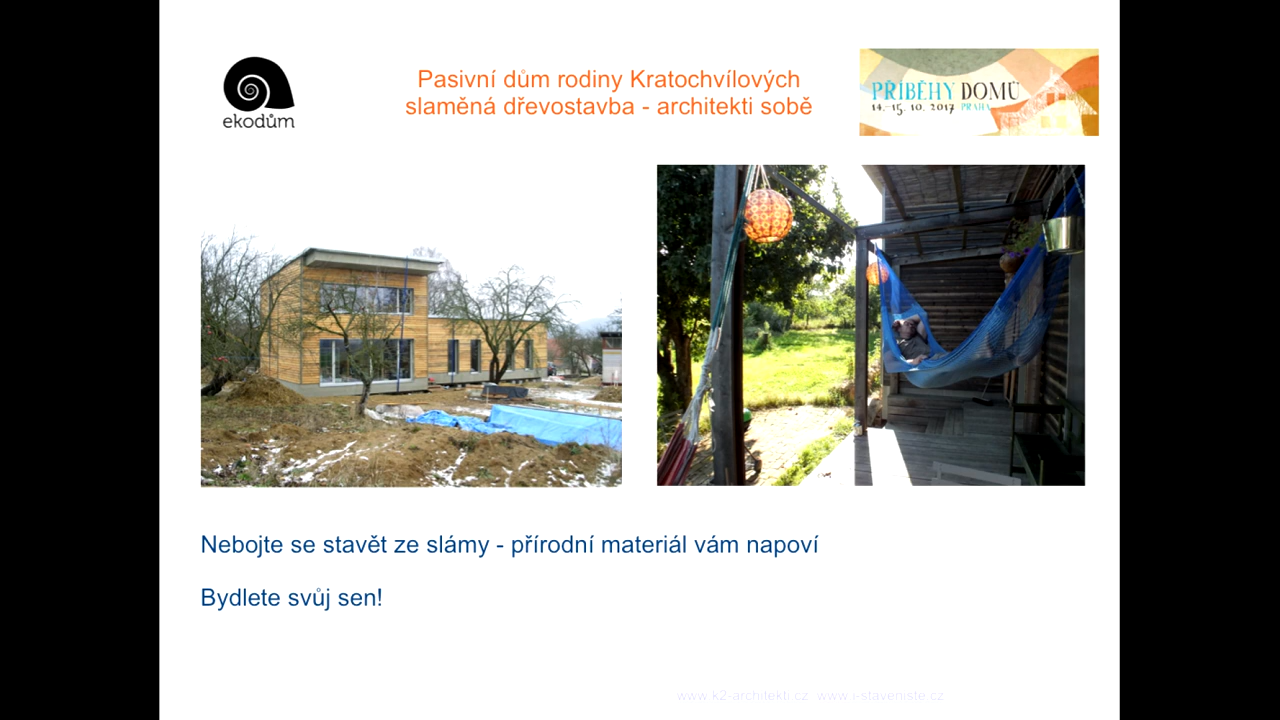 ekodům
Pasivní dům rodiny Kratochvílových
slaměná dřevostavba - architekti sobě
PŘÍBĚHY DOMŮ
14.-15. 10. 2017 PRAHA
Nebojte se stavět ze slámy - přírodní materiál vám napoví
Bydlete svůj sen!
www.k2-architekti.cz www.i-staveniste.cz